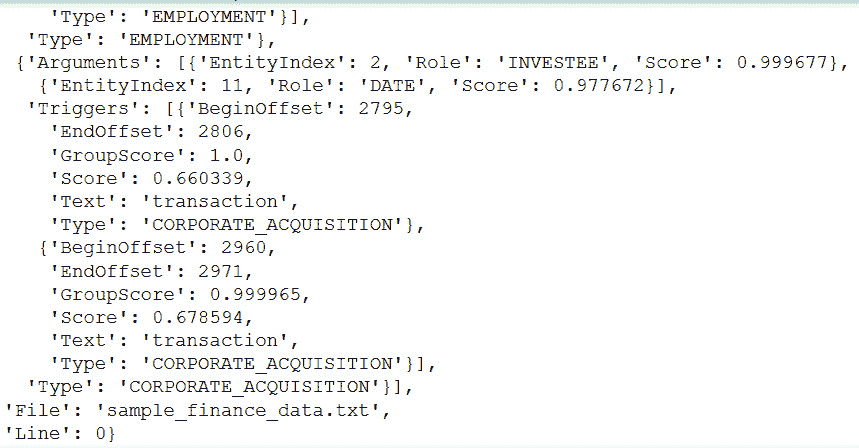 'Type': 'EMPLOYMENT'}],
'Type': 'EMPLOYMENT'},
{'Arguments': [{'EntityIndex': 2, 'Role': 'INVESTEE', 'Score': 0.999677},
{'EntityIndex': 11, 'Role': 'DATE', 'Score': 0.977672}],
'Triggers': [{'BeginOffset': 2795,
'EndOffset': 2806,
'GroupScore': 1.0,
'Score': 0.660339,
'Text': 'transaction',
'Type': 'CORPORATE_ACQUISITION'},
{'BeginOffset': 2960,
'EndOffset': 2971,
'GroupScore': 0.999965,
'Score': 0.678594,
'Text': 'transaction',
'Type': 'CORPORATE_ACQUISITION'}],
'Type': 'CORPORATE_ACQUISITION'}],
'File': 'sample_finance_data.txt',
'Line': 0}